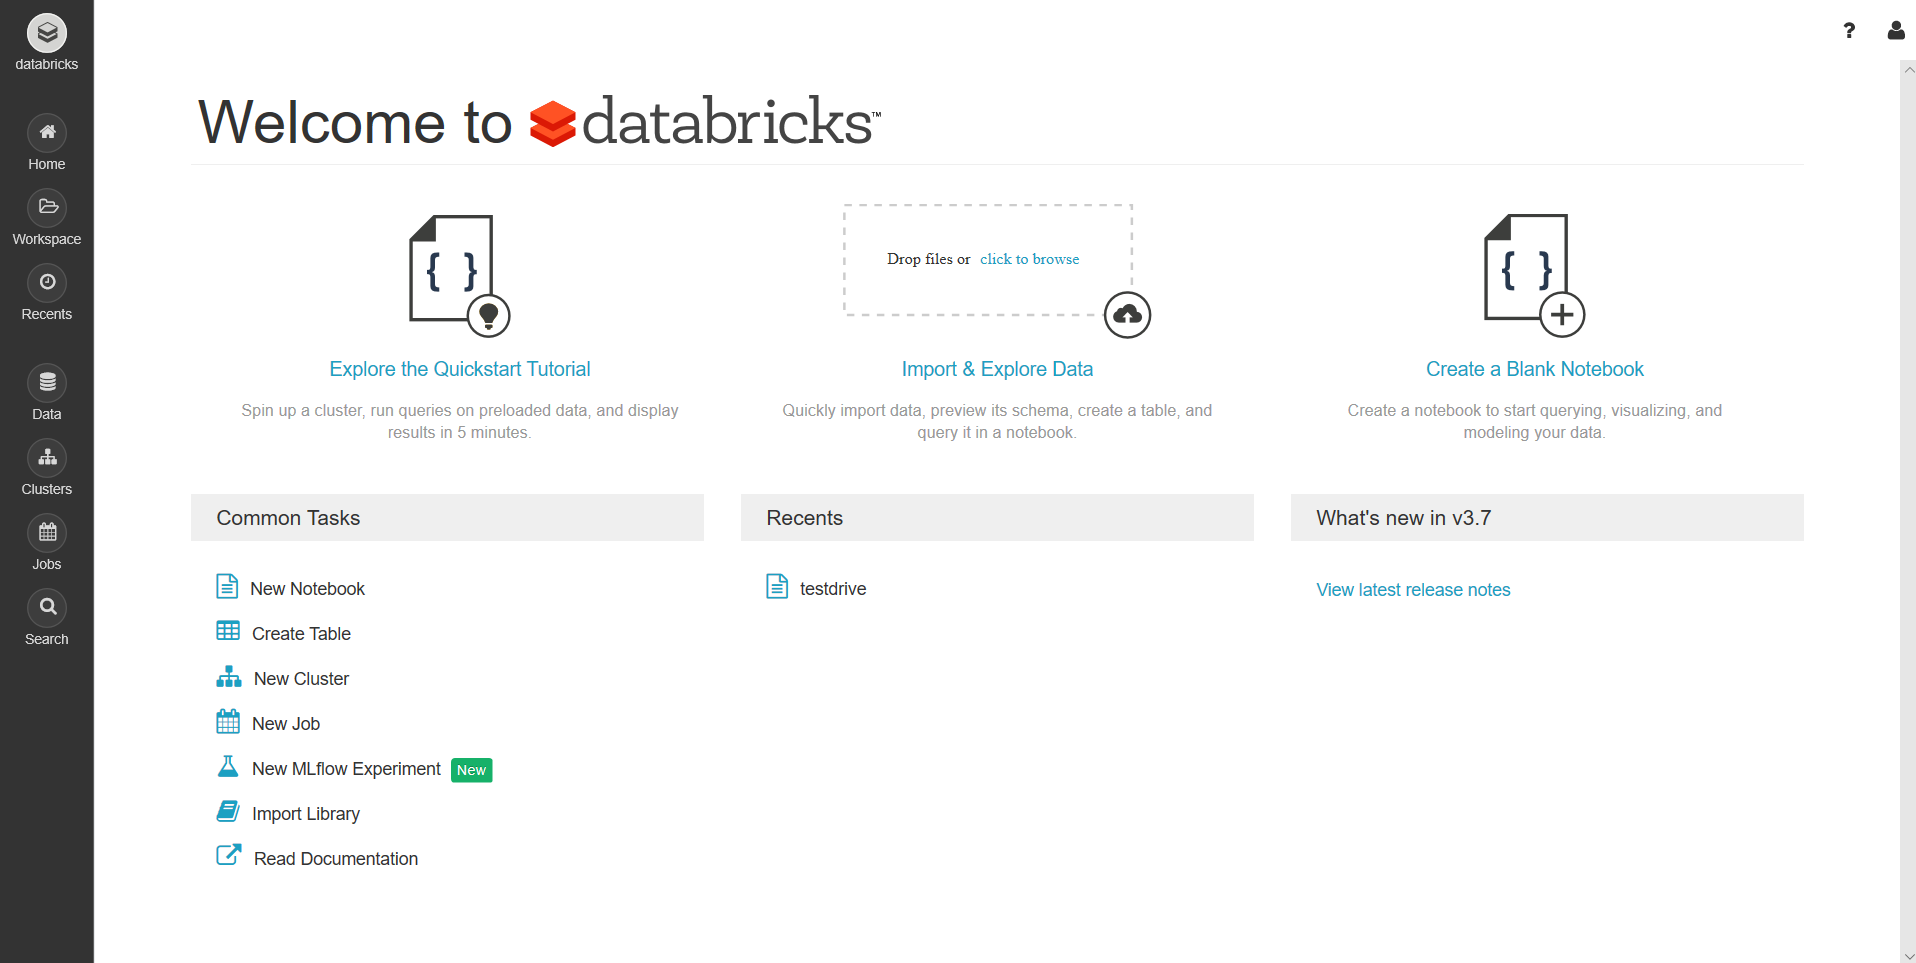 databricks
Home
Workspace
Recents
Data
Clusters
Jobs
Search
?
Welcome to databricks™
{ }
Drop files or click to browse
{ }
Explore the Quickstart Tutorial
Spin up a cluster, run queries on preloaded data, and display
results in 5 minutes.
Import & Explore Data
Quickly import data, preview its schema, create a table, and
query it in a notebook.
Create a Blank Notebook
Create a notebook to start querying, visualizing, and
modeling your data.
Common Tasks
New Notebook
Create Table
New Cluster
New Job
New MLflow Experiment New
Import Library
Read Documentation
Recents
testdrive
What's new in v3.7
View latest release notes